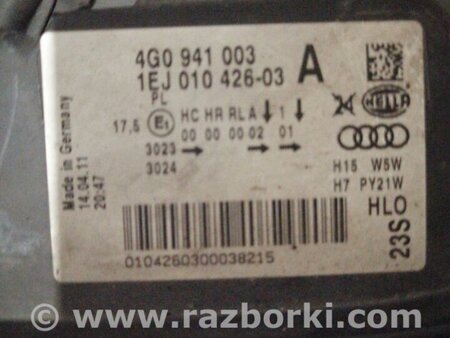 4G0 941 003 A
1EJ 010 426-03
PL
17,5 E1 HC HR RL A 1
00 00 00 02 01
3023
3024
HELLA
H15 W5W
H7 PY21W
HLO
23S
Made in Germany
14.04.11
20:47
0104260300038215
© www.razborki.com